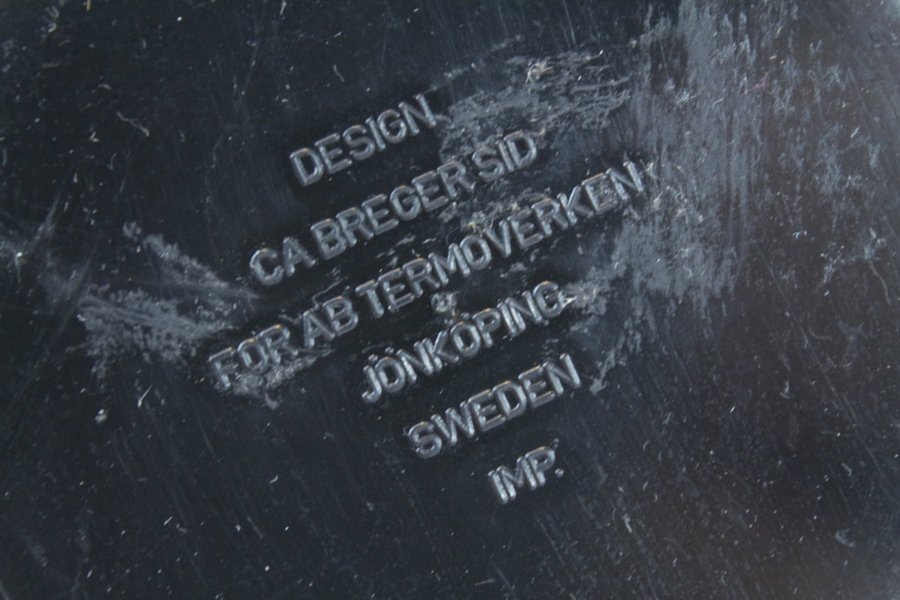 DESIGN
CA BREGER SID
FOR AB TERMOVERKEN
JÖNKÖPING
SWEDEN
IMP.